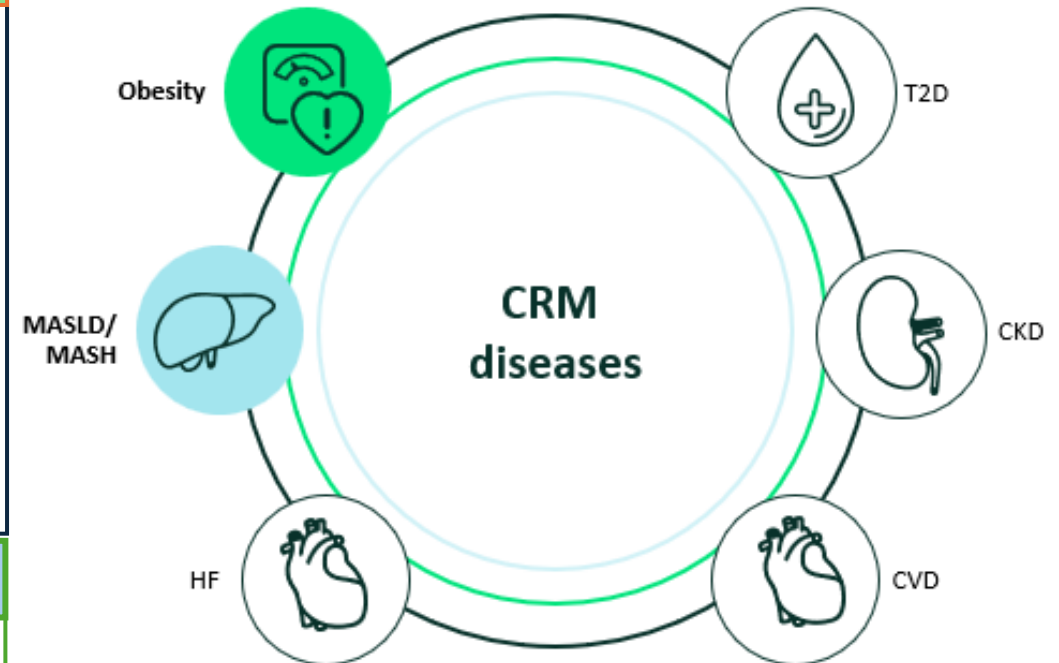 Obesity
T2D
MASLD/
MASH
CRM
diseases
CKD
HF
CVD